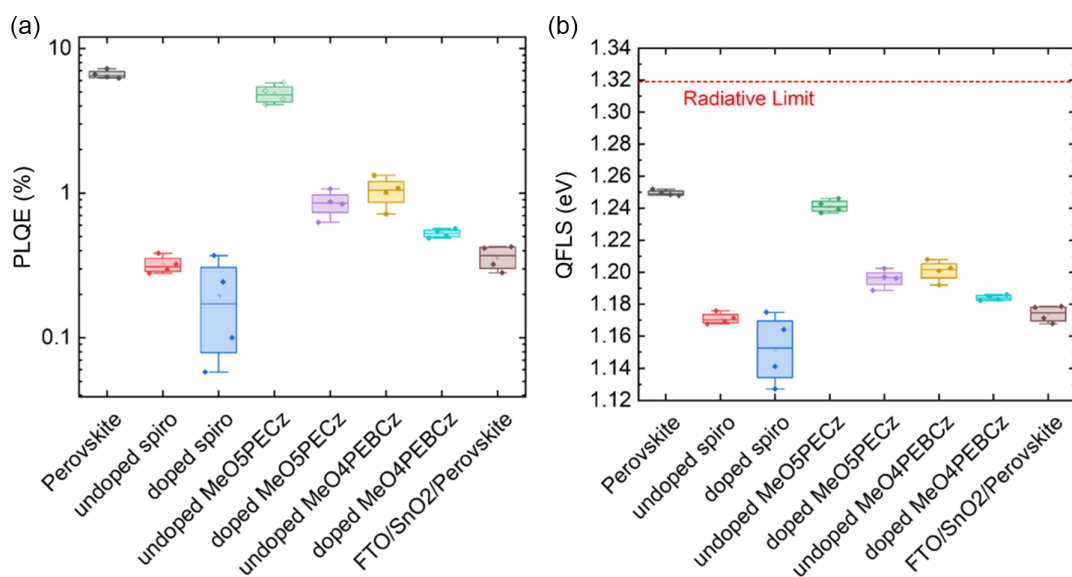 (a)
PLQE (%)
10
1
0.1
Perovskite
undoped spiro
doped spiro
undoped MeO5PECz
doped MeO5PECz
undoped MeO4PEBCz
doped MeO4PEBCz
FTO/SnO2/Perovskite
(b)
QFLS (eV)
1.34
1.32
1.30
1.28
1.26
1.24
1.22
1.20
1.18
1.16
1.14
1.12
Radiative Limit
Perovskite
undoped spiro
doped spiro
undoped MeO5PECz
doped MeO5PECz
undoped MeO4PEBCz
doped MeO4PEBCz
FTO/SnO2/Perovskite